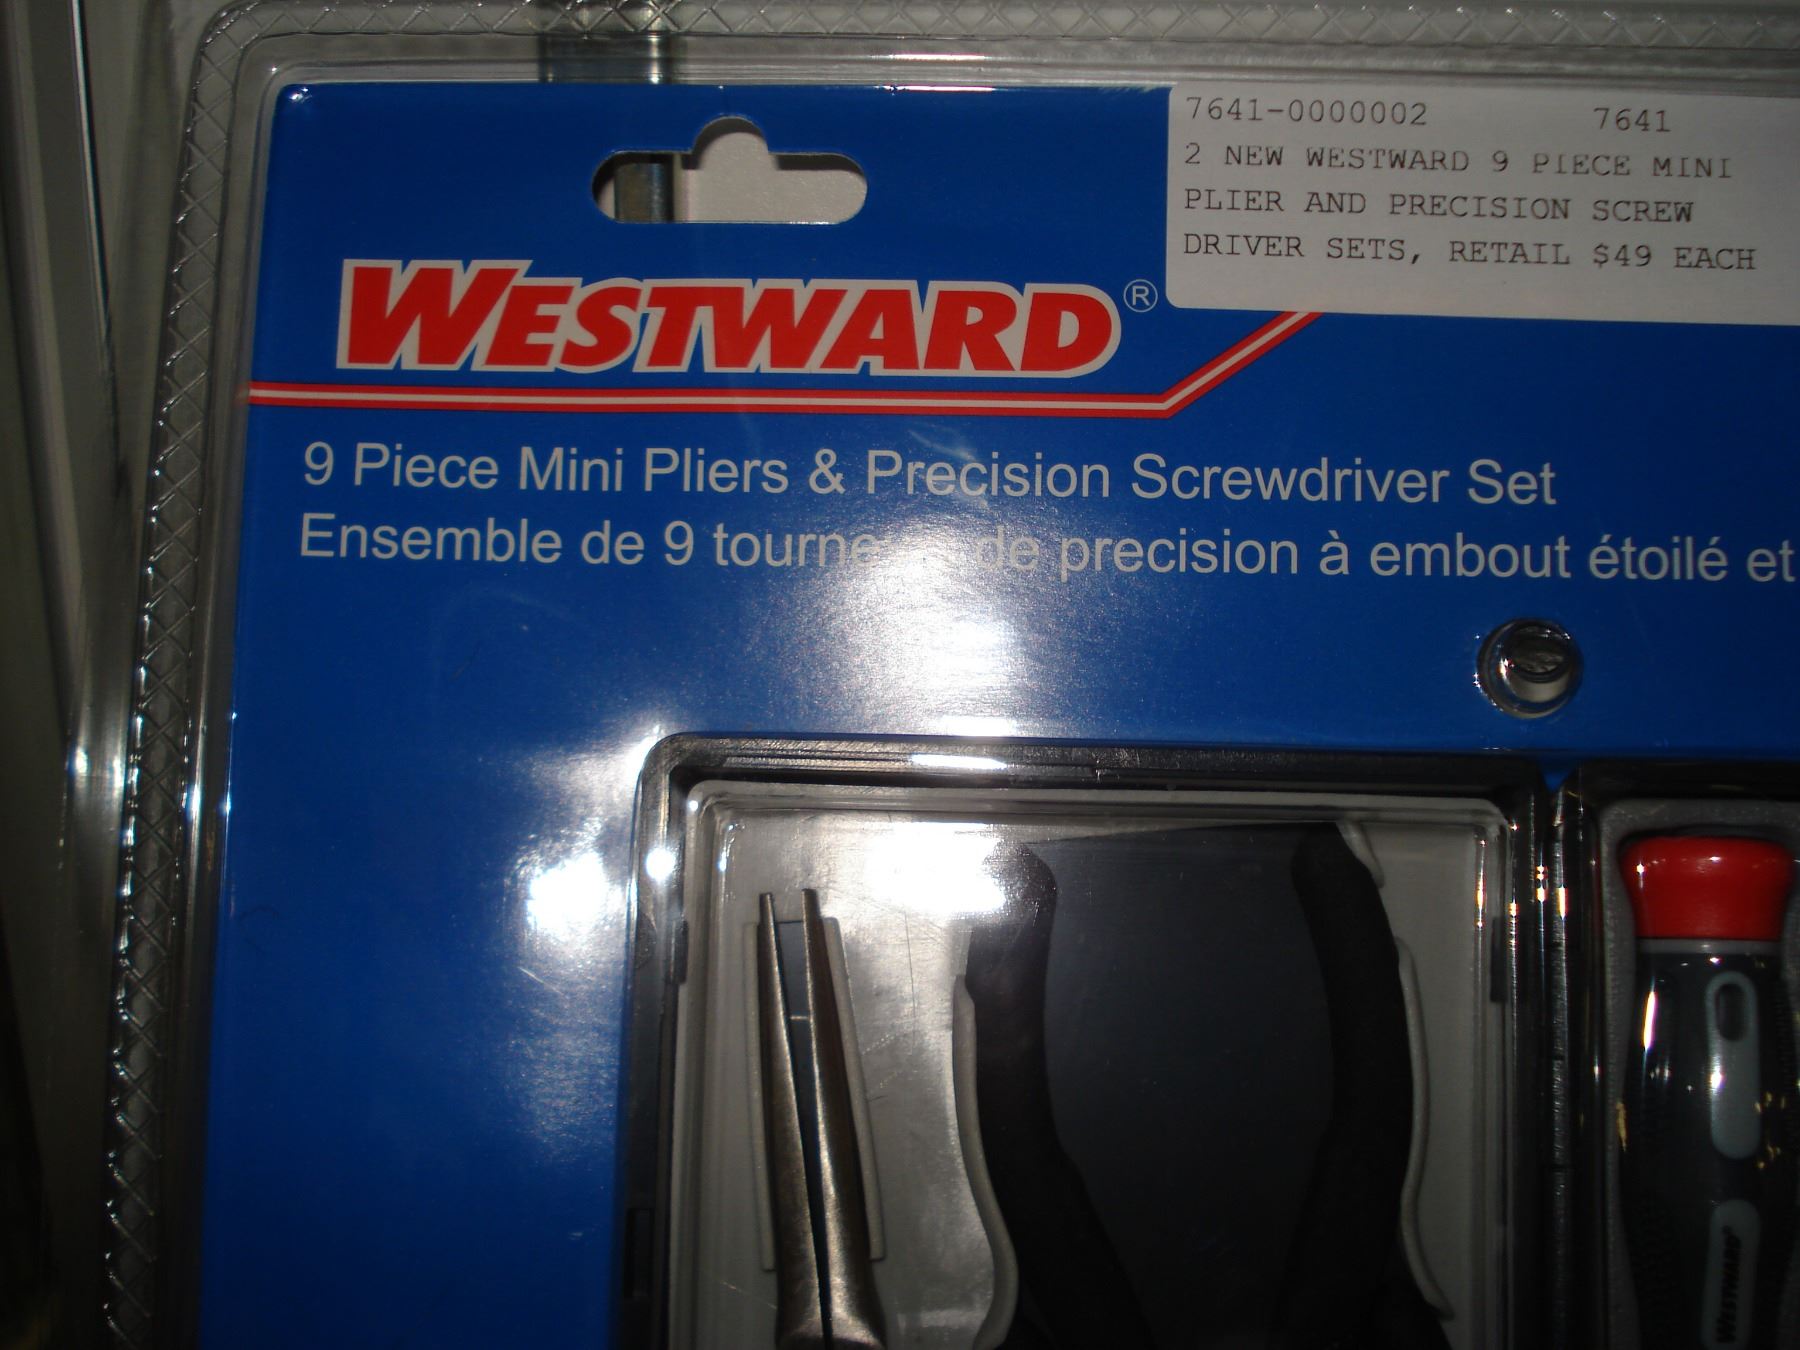 7641-0000002 7641
2 NEW WESTWARD 9 PIECE MINI
PLIER AND PRECISION SCREW
DRIVER SETS, RETAIL $49 EACH
WESTWARD®
9 Piece Mini Pliers & Precision Screwdriver Set
Ensemble de 9 de precision à embout étoilé et
WESTWARD